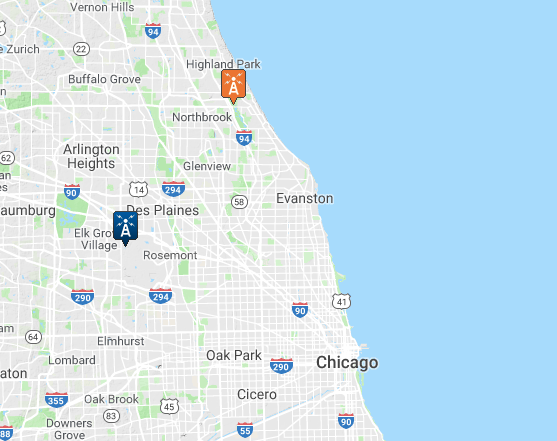 Vernon Hills
94
e Zurich
22
Highland Park
Buffalo Grove
Northbrook
94
Arlington
Heights
62
Glenview
90
14
294
58
Evanston
aumburg
Des Plaines
Elk Gro
Village
Rosemont
290
294
90
41
64
Elmhurst
Lombard
Oak Park
290
Chicago
aton
355
Oak Brook
45
Cicero
83
Downers
Grove
88
55
90